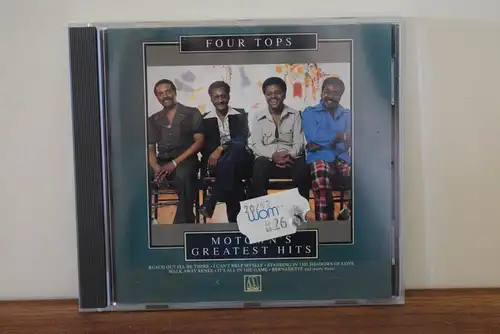 FOUR TOPS
WOM
MOTOWN'S
GREATEST HITS
REACH OUT I'LL BE THERE • I CAN'T HELP MYSELF • STANDING IN THE SHADOWS OF LOVE
WALK AWAY RENEE • IT'S ALL IN THE GAME • BERNADETTE and many more